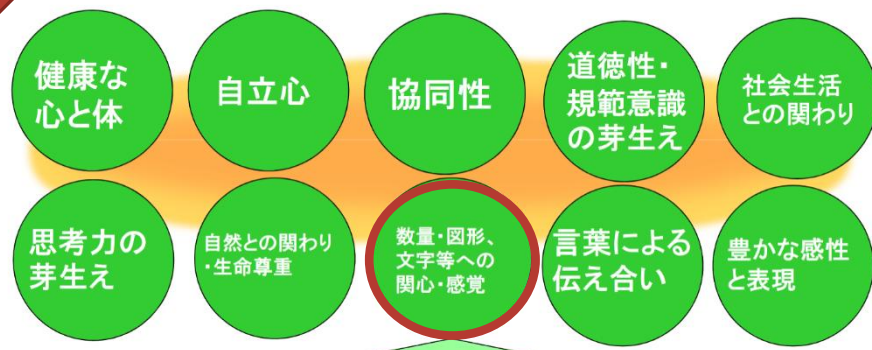 健康な
心と体
自立心
協同性
道徳性・
規範意識
の芽生え
社会生活
との関わり
思考力の
芽生え
自然との関わり
・生命尊重
数量・図形、
文字等への
関心・感覚
言葉による
伝え合い
豊かな感性
と表現